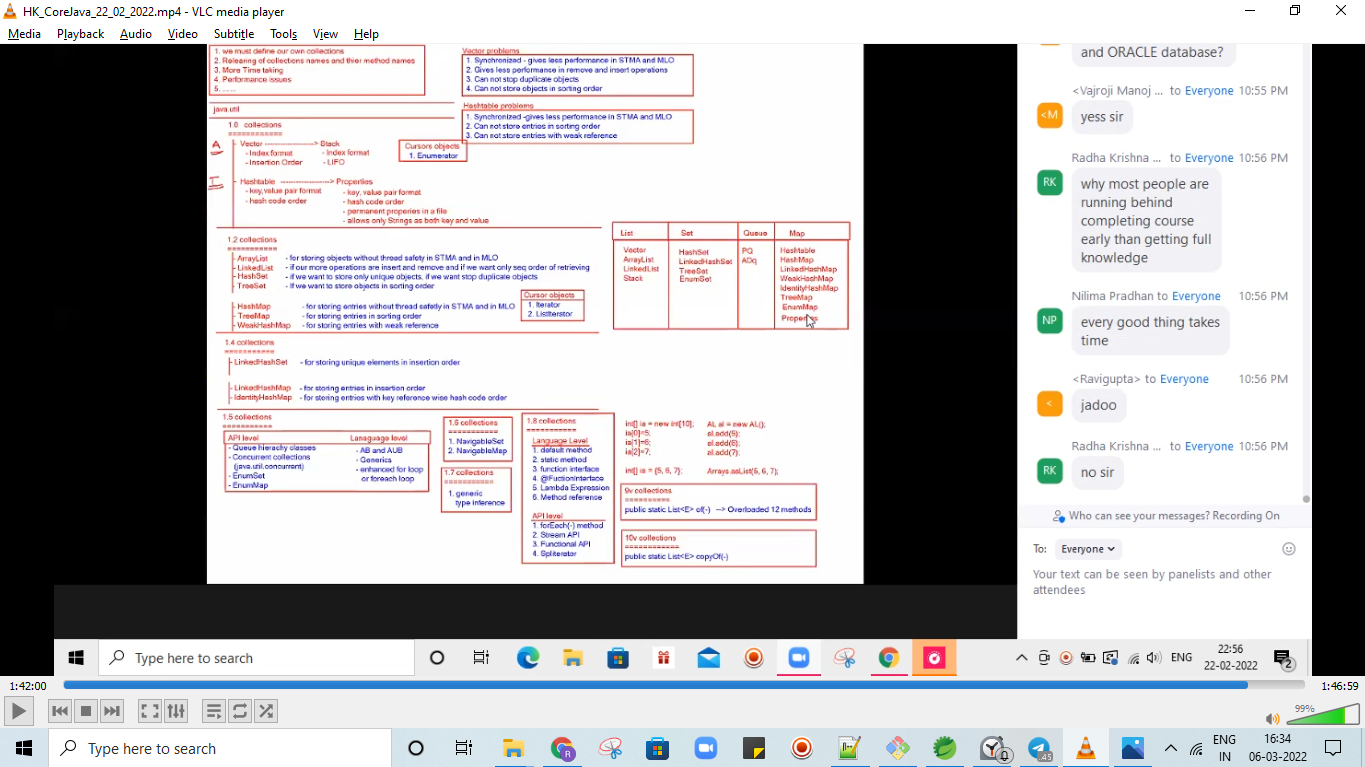 HK_CoreJava_22_02_2022.mp4 - VLC media player
Media Playback Audio Video Subtitle Tools View Help
1. we must define our own collections
2. Relearing of collections names and thier method names
3. More Time taking
4. Performance issues
5. ......
Vector problems
1. Synchronized - gives less performance in STMA and MLO
2. Gives less performance in remove and insert operations
3. Can not stop duplicate objects
4. Can not store objects in sorting order
java.util
Hashtable problems
1. Synchronized -gives less performance in STMA and MLO
2. Can not store entries in sorting order
3. Can not store entries with weak reference
1.0 collections
============
A
- Vector --------------------> Stack
- Index format - Index format
- Insertion Order - LIFO
Cursors objects
1. Enumerator
I
- Hashtable --------------------> Properties
- key,value pair format - key, value pair format
- hash code order - hash code order
- permanent properies in a file
- allows only Strings as both key and value
1.2 collections
===========
- ArrayList - for storing objects without thread safety in STMA and in MLO
- LinkedList - if our more operations are insert and remove and if we want only seq order of retrieving
- HashSet - if we want to store only unique objects, if we want stop duplicate objects
- TreeSet - If we want to store objects in sorting order
- HashMap - for storing entries without thread safetly in STMA and in MLO
- TreeMap - for storing entries in sorting order
- WeakHashMap - for storing entries with weak reference
Cursor objects
1. Iterator
2. ListIterator
List Set Queue Map
Vector HashSet PQ Hashtable
ArrayList LinkedHashSet ADq HashMap
LinkedList TreeSet LinkedHashMap
Stack EnumSet WeakHashMap
IdentityHashMap
TreeMap
EnumMap
Properties
1.4 collections
===========
- LinkedHashSet - for storing unique elements in insertion order
- LinkedHashMap - for storing entries in insertion order
- IdentityHashMap - for storing entries with key reference wise hash code order
1.5 collections
===========
API level Lanaguage level
- Queue hierachy classes - AB and AUB
- Concurrent collections - Generics
(java.util.concurrent) - enhanced for loop
- EnumSet or foreach loop
- EnumMap
1.6 collections
===========
1. NavigableSet
2. NavigableMap
1.7 collections
===========
1. generic
type inference
1.8 collections
===========
Language Level
1. default method
2. static method
3. function interface
4. @FuctionInterface
5. Lambda Expression
6. Method reference
API level
1. forEach(-) method
2. Stream API
3. Functional API
4. Spliterator
int[] ia = new int[10]; AL al = new AL();
ia[0]=5; al.add(5);
ia[1]=6; al.add(6);
ia[2]=7; al.add(7);
int[] is = {5, 6, 7}; Arrays asList(5, 6, 7);
9v collections
==========
public static List<E> of(-) --> Overloaded 12 methods
10v collections
============
public static List<E> copyOf(-)
and ORACLE database?
<Vajroji Manoj ... to Everyone 10:55 PM
<M
yess sir
Radha Krishna ... to Everyone 10:56 PM
RK
why most people are
running behind
completing course
early than getting full
knowledge
Nilima Pradhan to Everyone 10:56 PM
NP
every good thing takes
time
<Ravigupta> to Everyone 10:56 PM
<
jadoo
Radha Krishna ... to Everyone 10:56 PM
RK
no sir
Who can see your messages? Recording On
To: Everyone
Your text can be seen by panelists and other
attendees
Type here to search
ENG
22:56
22-02-2022
2
1:42:00
1:46:59
99%
Type here to search
R
.45
ENG
IN
16:34
06-03-2022